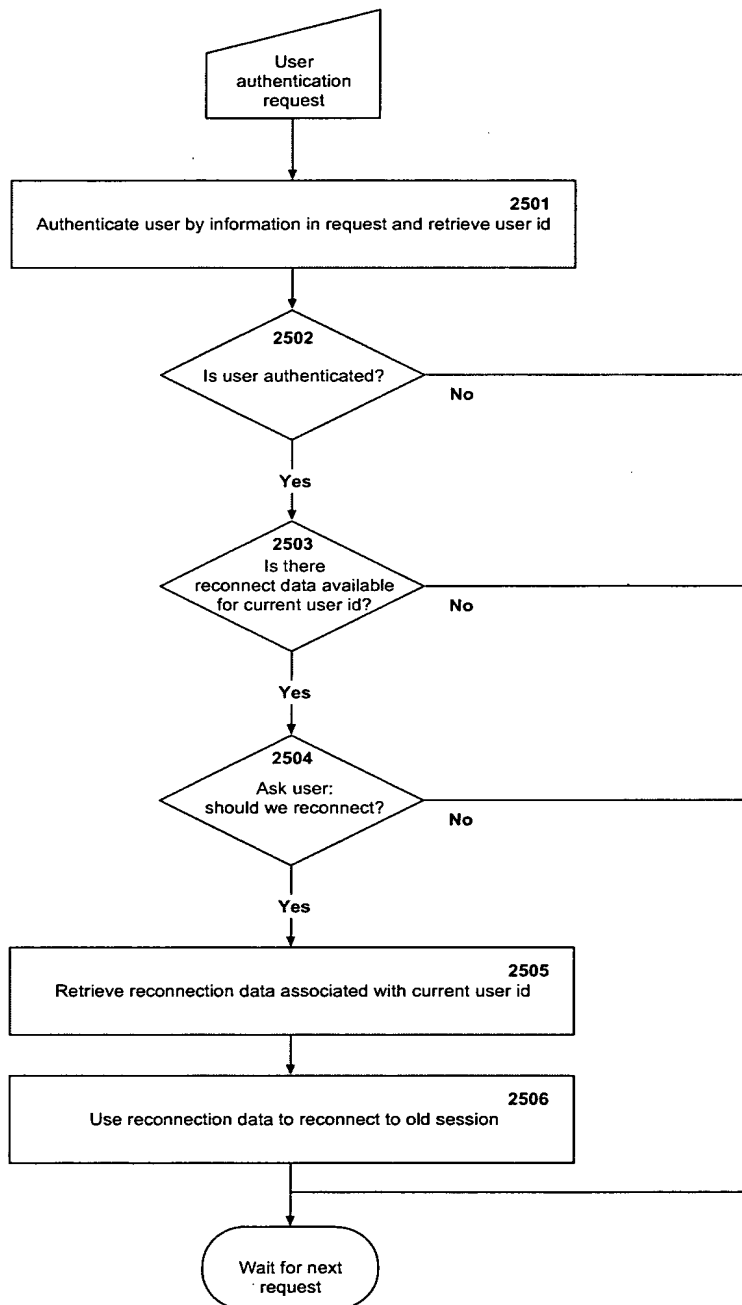 User
authentication
request
2501
Authenticate user by information in request and retrieve user id
2502
Is user authenticated?
No
Yes
2503
Is there
reconnect data available
for current user id?
No
Yes
2504
Ask user:
should we reconnect?
No
Yes
2505
Retrieve reconnection data associated with current user id
2506
Use reconnection data to reconnect to old session
Wait for next
request